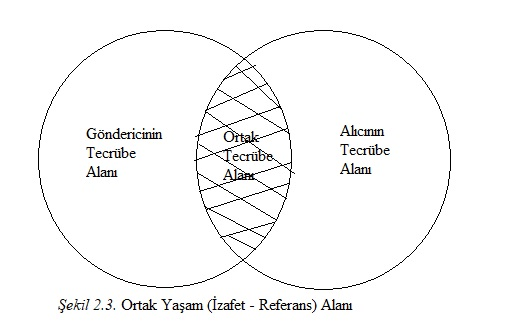 Göndericinin
Tecrübe
Alanı
Ortak
Tecrübe
Alanı
Alıcının
Tecrübe
Alanı
Şekil 2.3. Ortak Yaşam (İzafet - Referans) Alanı